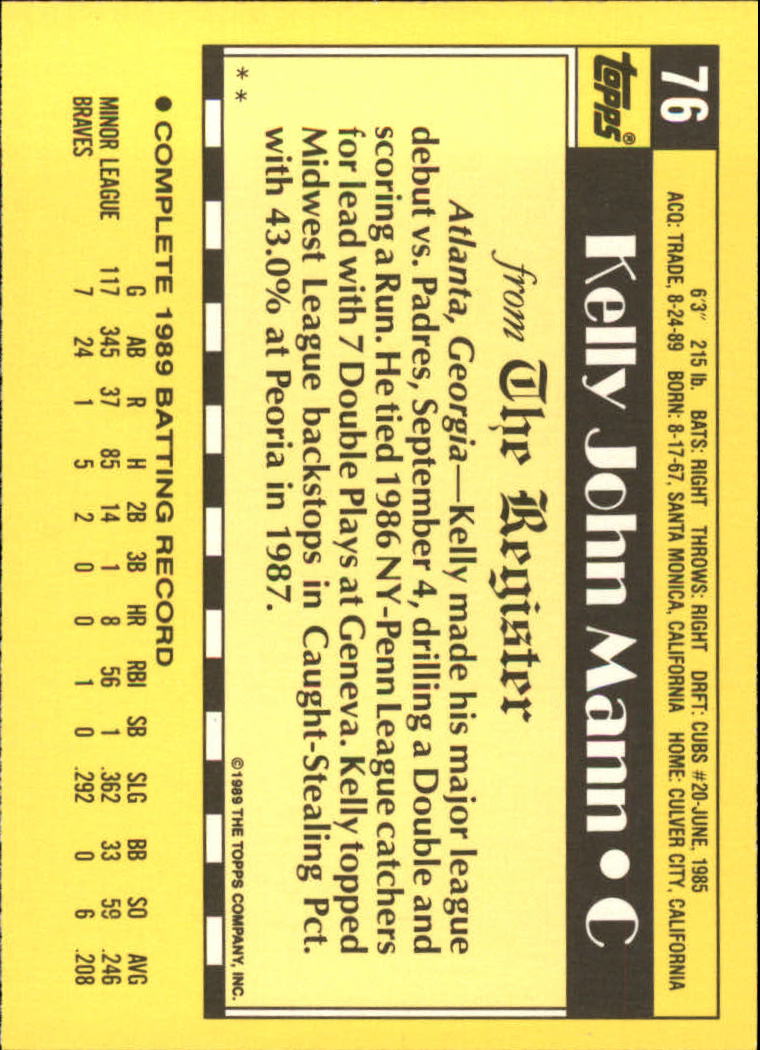 76
6'3" 215 lb. BATS: RIGHT THROWS: RIGHT DRFT: CUBS #20-JUNE, 1985
ACQ: TRADE, 8-24-89 BORN: 8-17-67, SANTA MONICA, CALIFORNIA HOME: CULVER CITY, CALIFORNIA
topps®
Kelly John Mann • C
from The Register
Atlanta, Georgia—Kelly made his major league
debut vs. Padres, September 4, drilling a Double and
scoring a Run. He tied 1986 NY-Penn League catchers
for lead with 7 Double Plays at Geneva. Kelly topped
Midwest League backstops in Caught-Stealing Pct.
with 43.0% at Peoria in 1987.
* *
©1989 THE TOPPS COMPANY, INC.
• COMPLETE 1989 BATTING RECORD
G AB R H 2B 3B HR RBI SB SLG BB SO AVG
MINOR LEAGUE 117 345 37 85 14 1 8 56 1 .362 33 59 .246
BRAVES 7 24 1 5 2 0 0 1 0 .292 0 6 .208